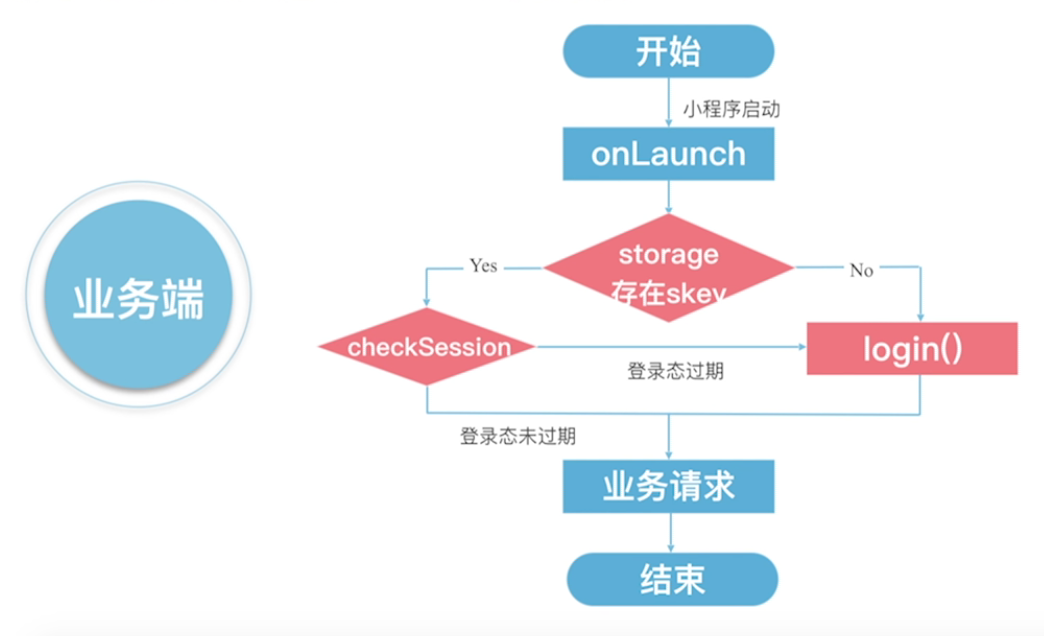 开始
小程序启动
onLaunch
storage
存在skey
Yes
No
业务端
checkSession
登录态过期
login()
登录态未过期
业务请求
结束